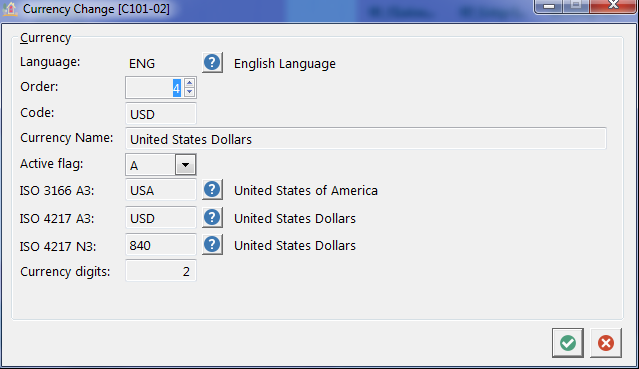 Currency Change [C101-02]
Currency
Language: ENG English Language
Order: 4
Code: USD
Currency Name: United States Dollars
Active flag: A
ISO 3166 A3: USA United States of America
ISO 4217 A3: USD United States Dollars
ISO 4217 N3: 840 United States Dollars
Currency digits: 2